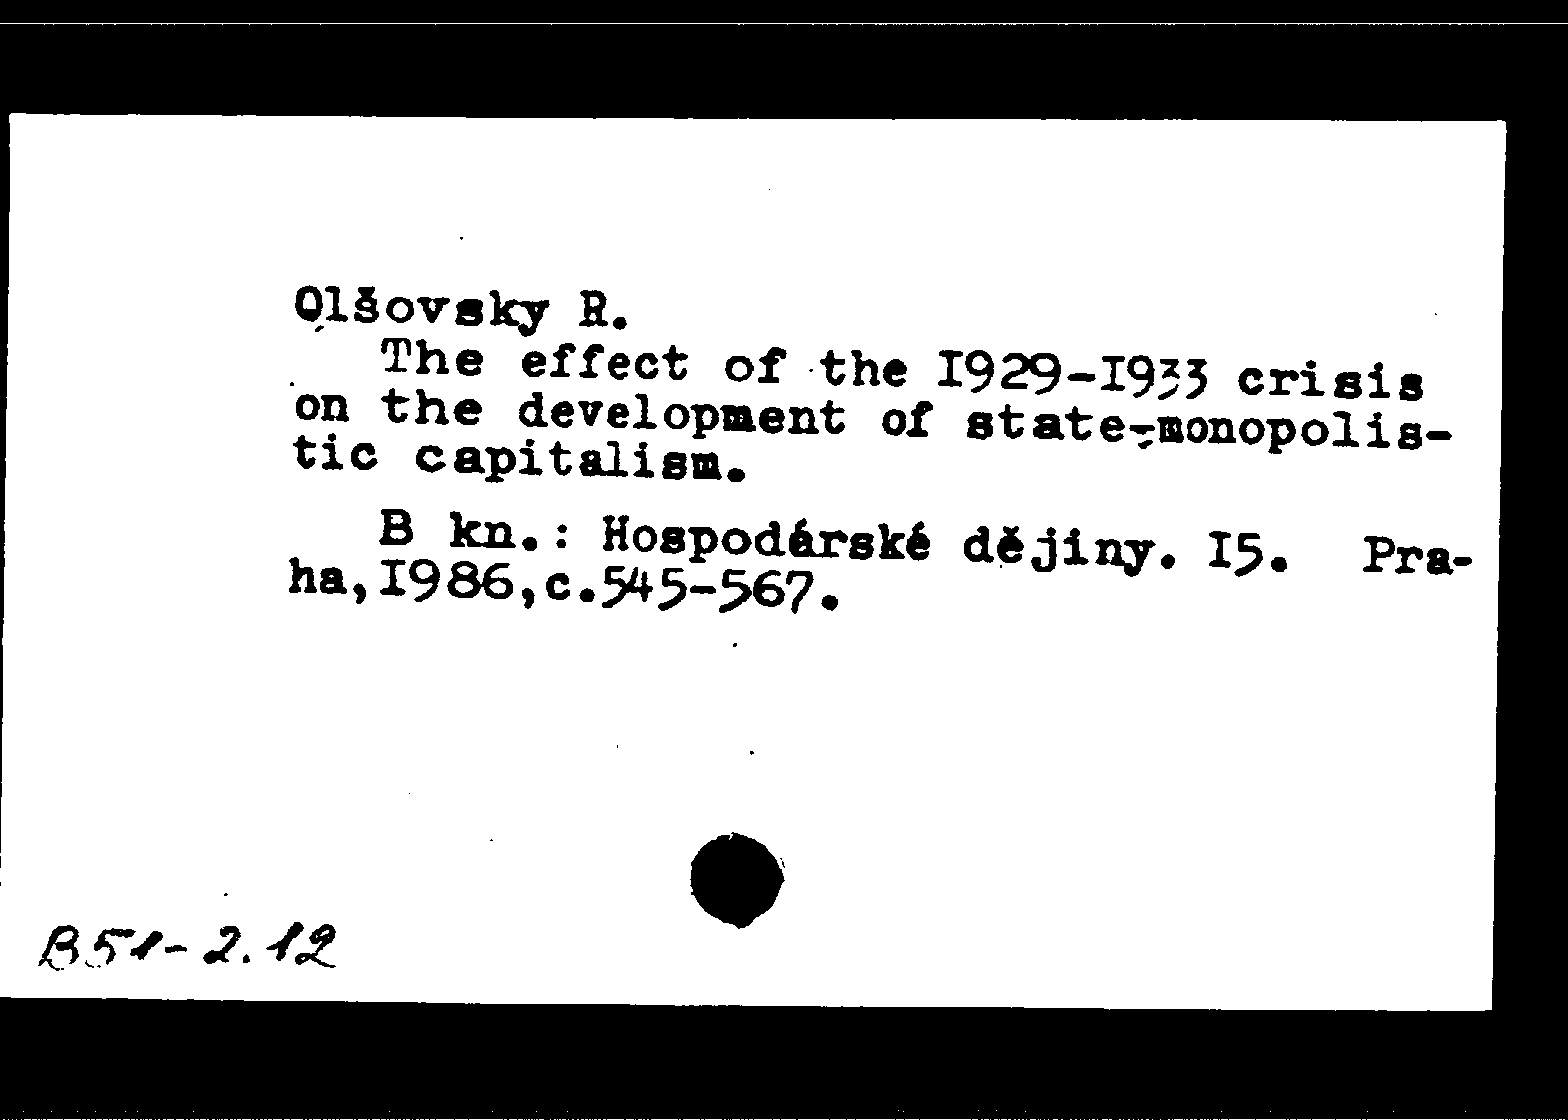 Olšovsky R.
The effect of the I929-I933 crisis
on the development of state-monopolis-
tic capitalism.
В kn.: Hospodárské dějiny. I5. Pra-
ha,I986,c.545-567.
B51-2.12